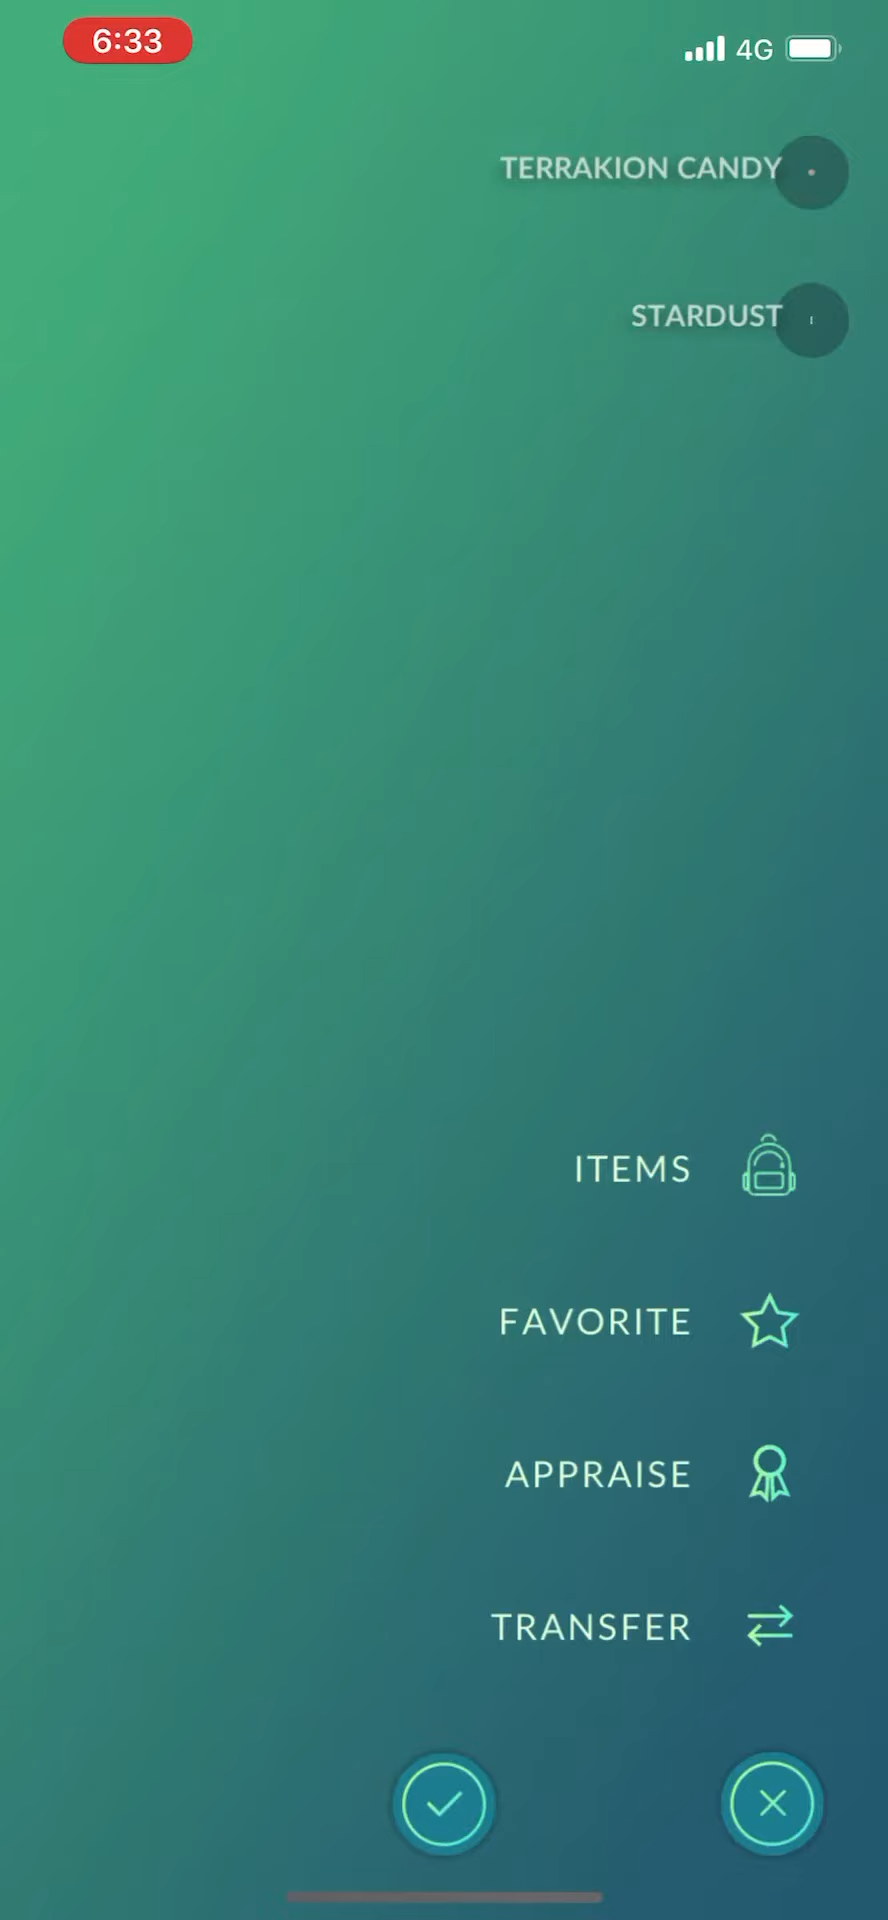 6:33
4G
TERRAKION CANDY
STARDUST
ITEMS
FAVORITE
APPRAISE
TRANSFER